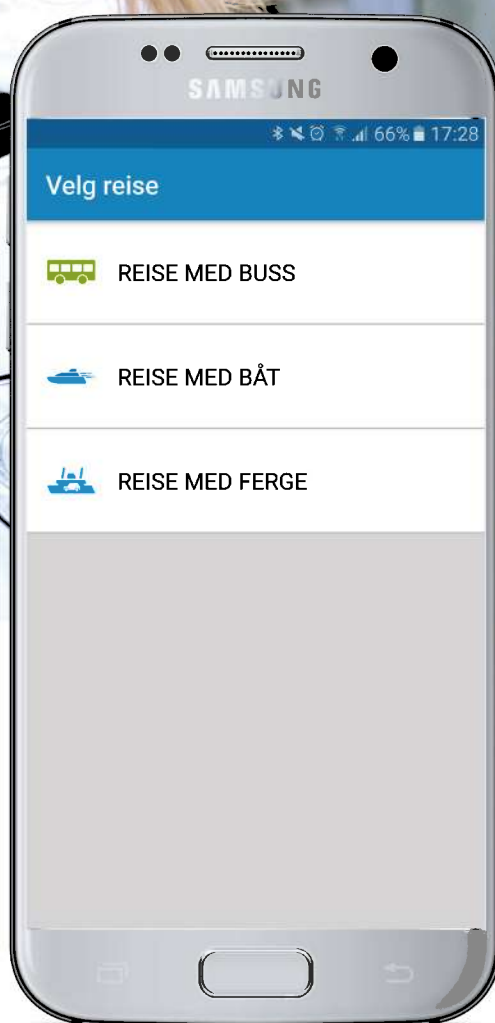 SAMSUNG
66% 17:28
Velg reise
REISE MED BUSS
REISE MED BÅT
REISE MED FERGE